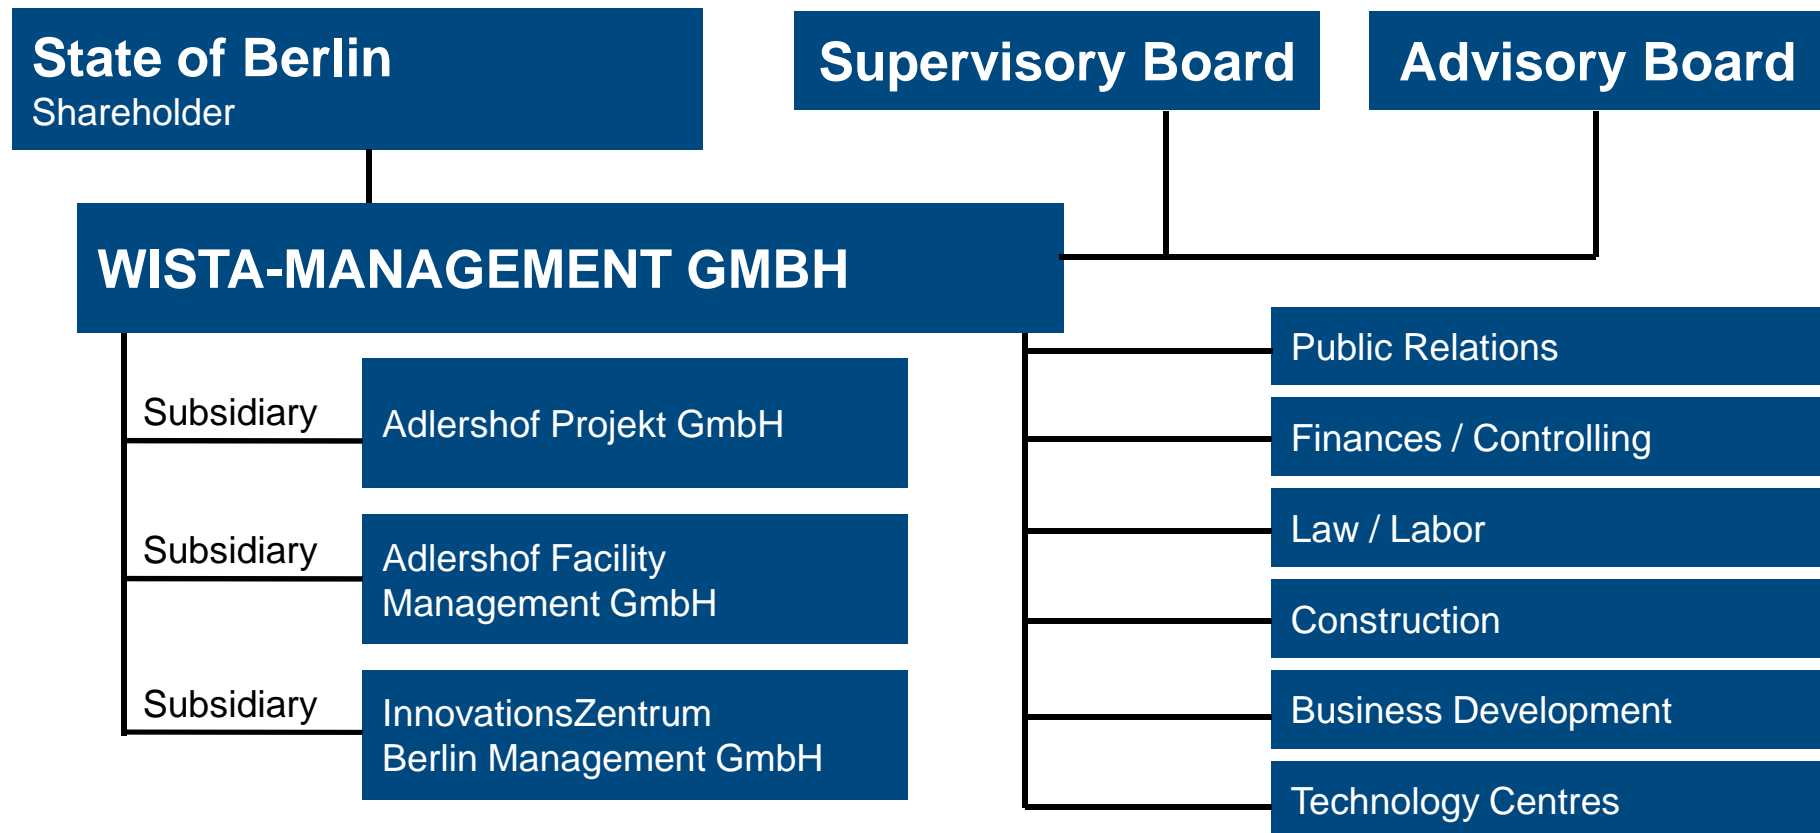 State of Berlin
Shareholder
Supervisory Board
Advisory Board
WISTA-MANAGEMENT GMBH
Subsidiary
Adlershof Projekt GmbH
Subsidiary
Adlershof Facility
Management GmbH
Subsidiary
InnovationsZentrum
Berlin Management GmbH
Public Relations
Finances / Controlling
Law / Labor
Construction
Business Development
Technology Centres